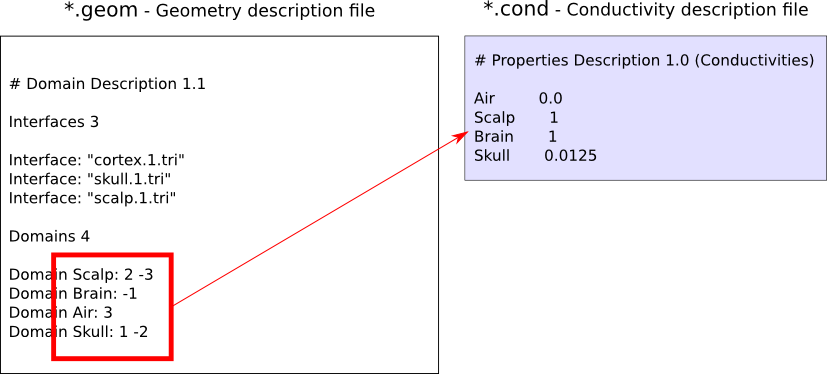 *.geom - Geometry description file
# Domain Description 1.1
Interfaces 3
Interface: "cortex.1.tri"
Interface: "skull.1.tri"
Interface: "scalp.1.tri"
Domains 4
Domain Scalp: 2 -3
Domain Brain: -1
Domain Air: 3
Domain Skull: 1 -2
*.cond - Conductivity description file
# Properties Description 1.0 (Conductivities)
Air 0.0
Scalp 1
Brain 1
Skull 0.0125